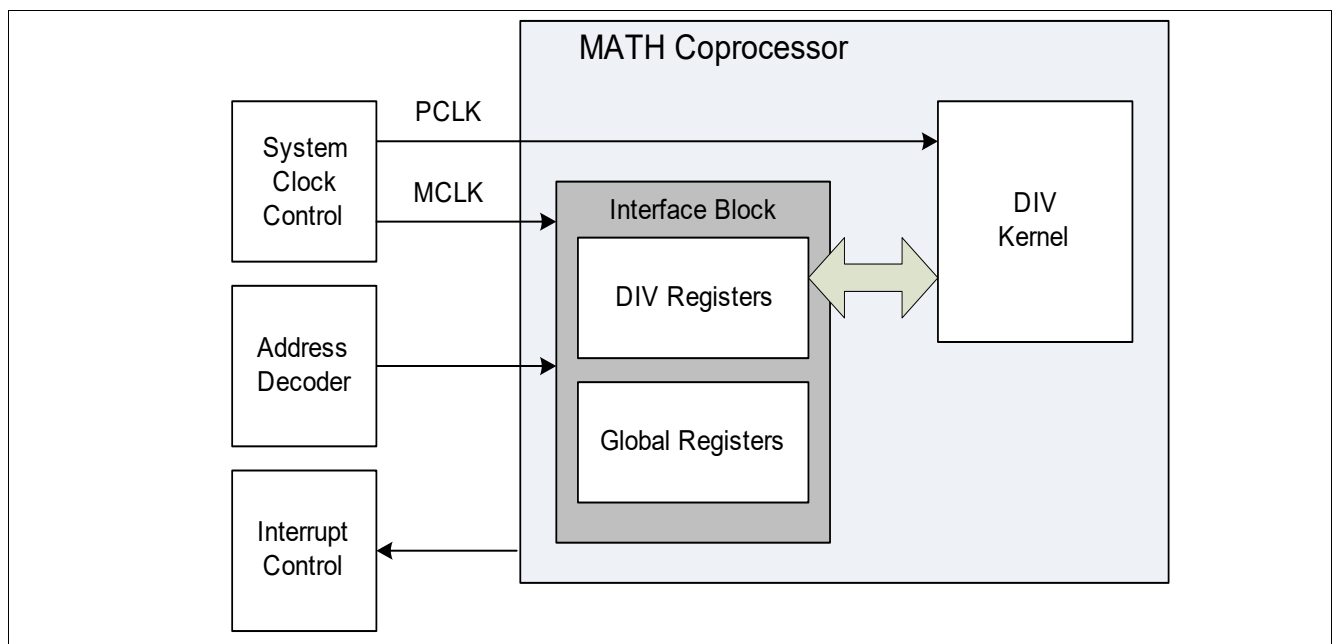 MATH Coprocessor
PCLK
System
Clock
Control
MCLK
DIV
Kernel
Interface Block
DIV Registers
Address
Decoder
Global Registers
Interrupt
Control